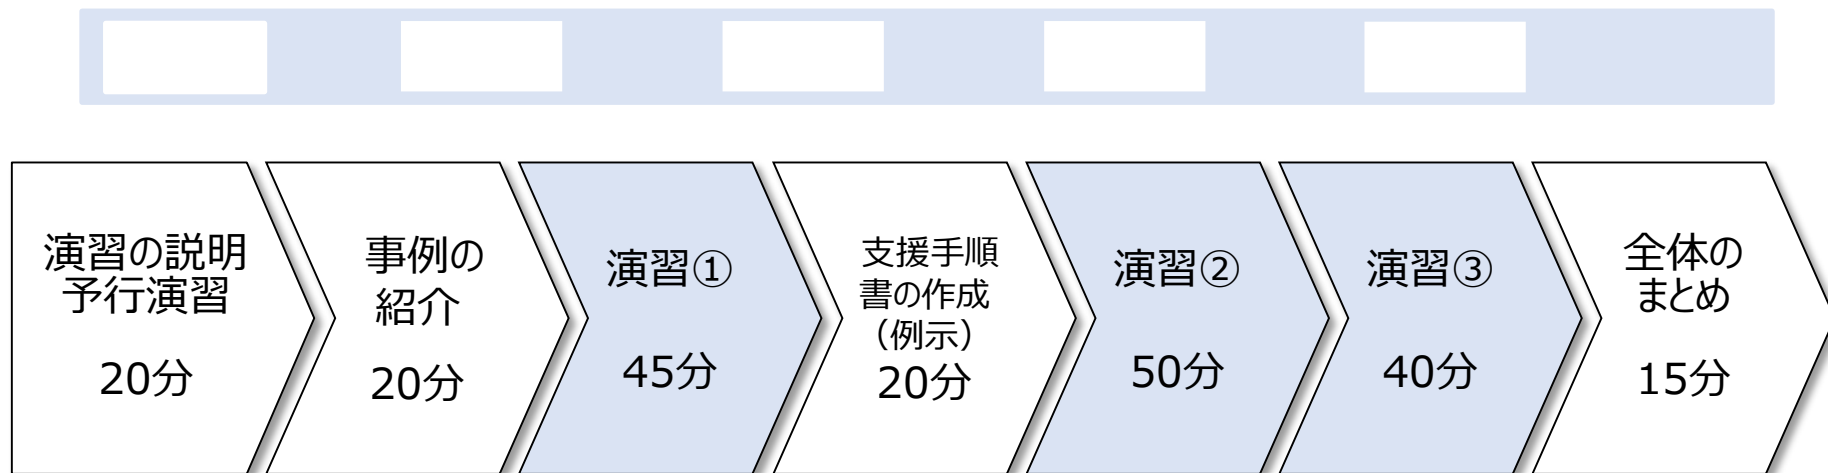 演習の説明
予行演習
20分
事例の
紹介
20分
演習①
45分
支援手順
書の作成
（例示）
20分
演習②
50分
演習③
40分
全体の
まとめ
15分